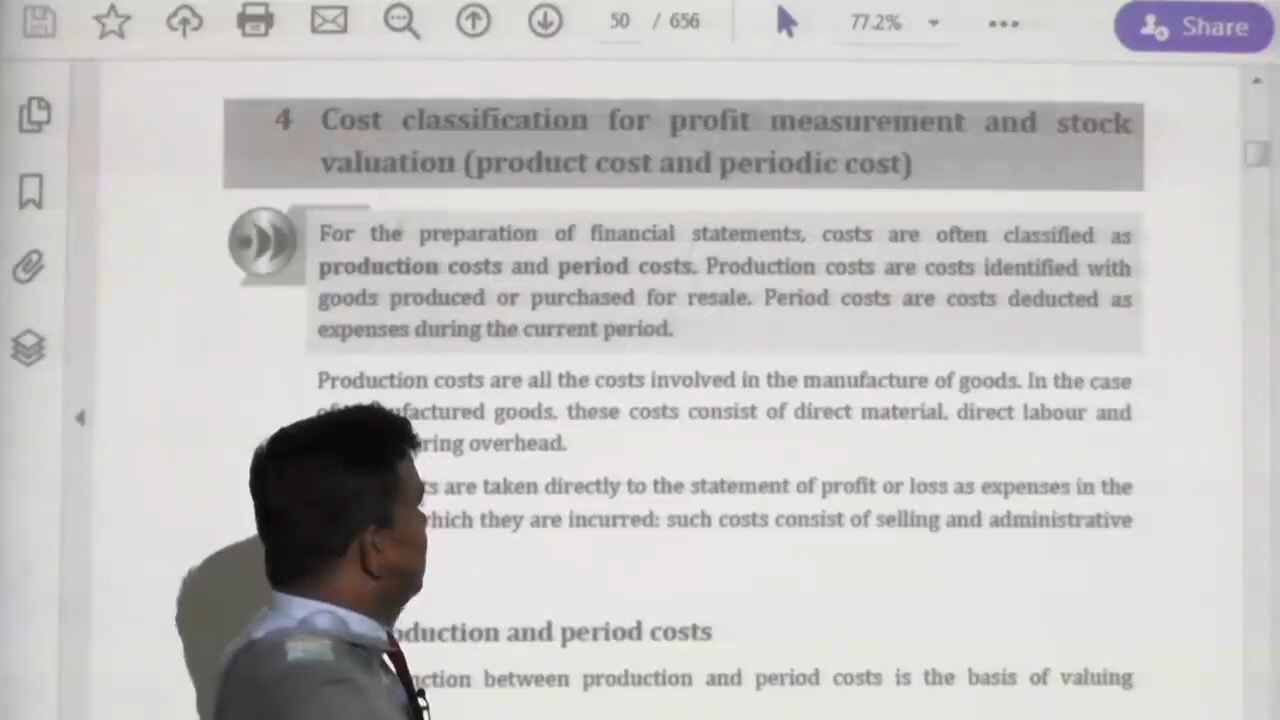 50 / 656
77.2%
Share
4 Cost classification for profit measurement and stock
valuation (product cost and periodic cost)
For the preparation of financial statements, costs are often classified as
production costs and period costs. Production costs are costs identified with
goods produced or purchased for resale. Period costs are costs deducted as
expenses during the current period.
Production costs are all the costs involved in the manufacture of goods. In the case
goods, these costs consist of direct material, direct labour and
overhead.
are taken directly to the statement of profit or loss as expenses in the
they are incurred: such costs consist of selling and administrative
and period costs
between production and period costs is the basis of valuing